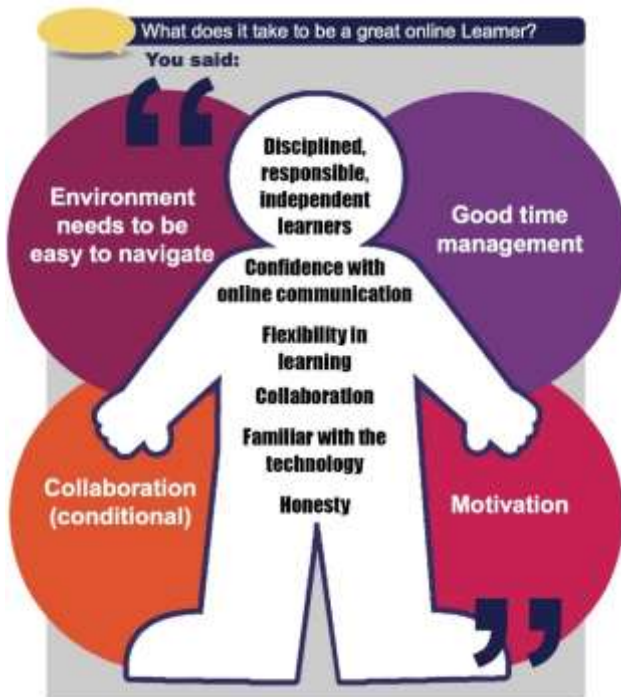 What does it take to be a great online Learner?
You said:
“
Environment
needs to be
easy to navigate
Disciplined,
responsible,
independent
learners
Good time
management
Confidence with
online communication
Flexibility in
learning
Collaboration
Familiar with the
technology
Honesty
Collaboration
(conditional)
Motivation
”